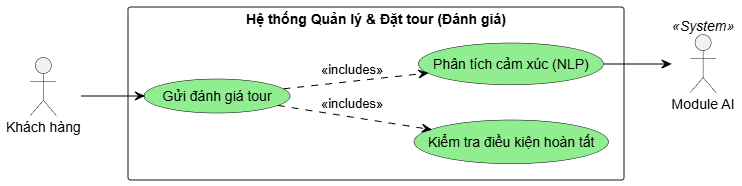 Hệ thống Quản lý & Đặt tour (Đánh giá)
«System»
«includes»
Phân tích cảm xúc (NLP)
Gửi đánh giá tour
«includes»
Module AI
Khách hàng
Kiểm tra điều kiện hoàn tất